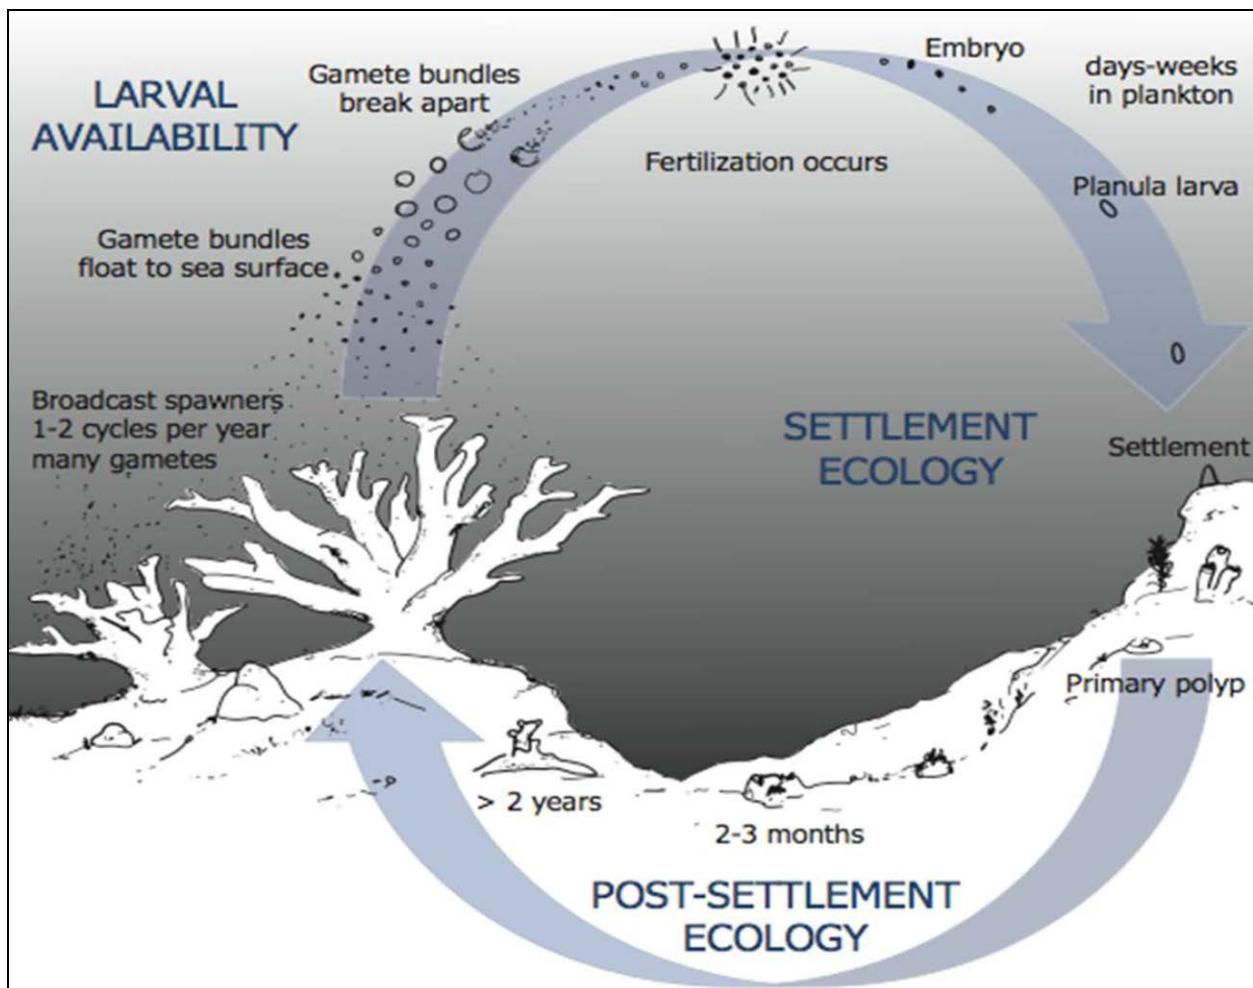 LARVAL
AVAILABILITY
Gamete bundles
break apart
Embryo
days-weeks
in plankton
Fertilization occurs
Planula larva
Gamete bundles
float to sea surface
Broadcast spawners
1-2 cycles per year
many gametes
SETTLEMENT
ECOLOGY
Settlement
Primary polyp
> 2 years
2-3 months
POST-SETTLEMENT
ECOLOGY